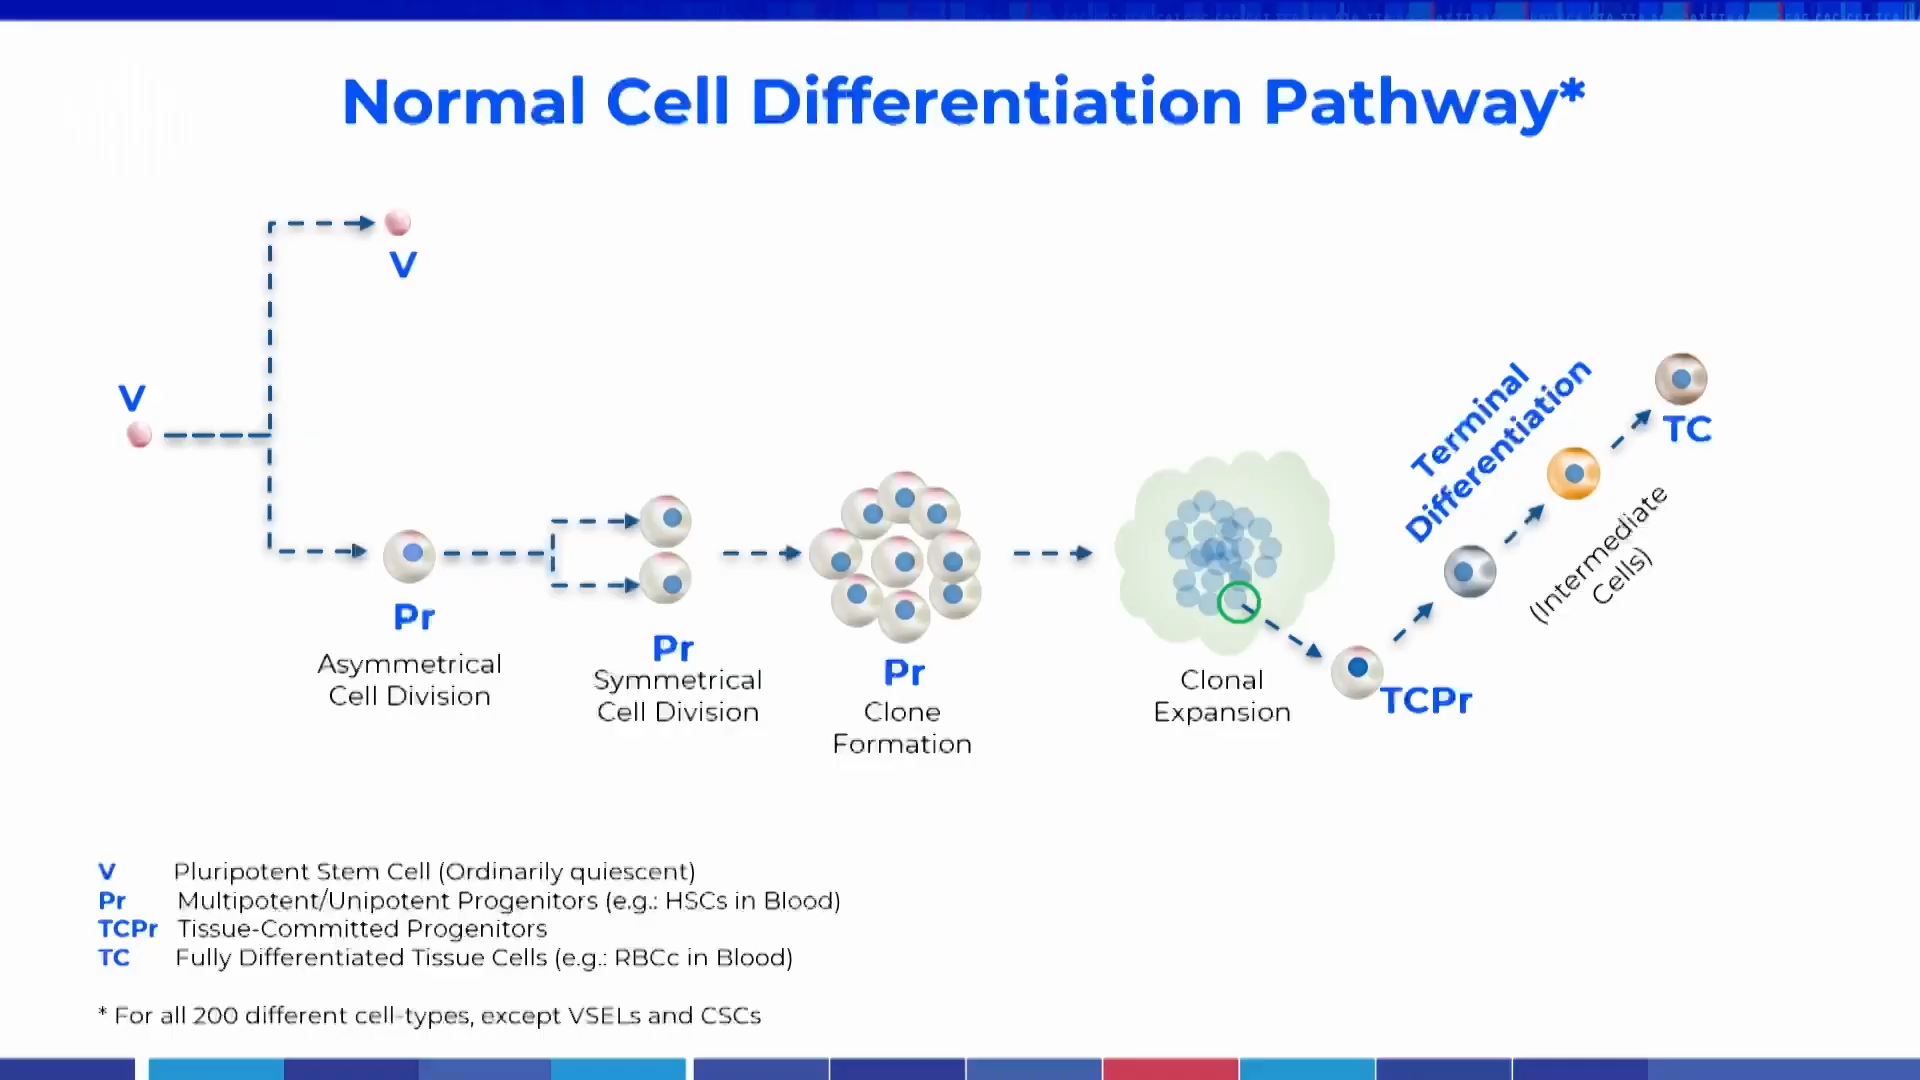 Normal Cell Differentiation Pathway*
V
V
Pr
Asymmetrical
Cell Division
Pr
Symmetrical
Cell Division
Pr
Clone
Formation
Clonal
Expansion
TCPr
Terminal
Differentiation
(Intermediate
Cells)
TC
V Pluripotent Stem Cell (Ordinarily quiescent)
Pr Multipotent/Unipotent Progenitors (e.g.: HSCs in Blood)
TCPr Tissue-Committed Progenitors
TC Fully Differentiated Tissue Cells (e.g.: RBCc in Blood)
* For all 200 different cell-types, except VSELs and CSCs